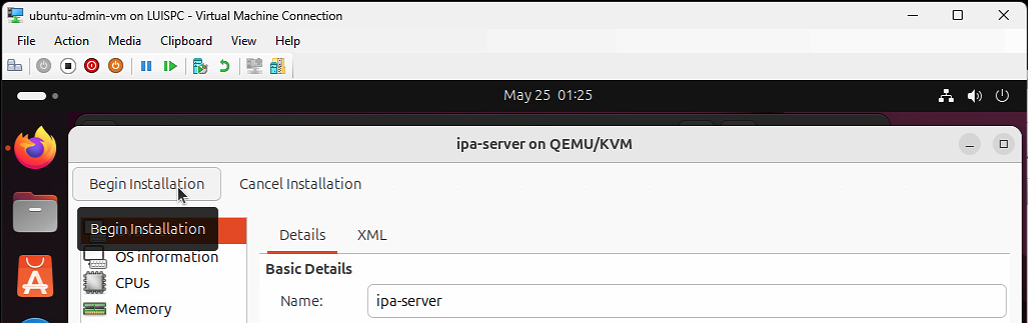 ubuntu-admin-vm on LUISPC - Virtual Machine Connection
File Action Media Clipboard View Help
May 25 01:25
ipa-server on QEMU/KVM
Begin Installation Cancel Installation
Begin Installation
Details XML
OS information
Basic Details
CPUs
Name: ipa-server
Memory